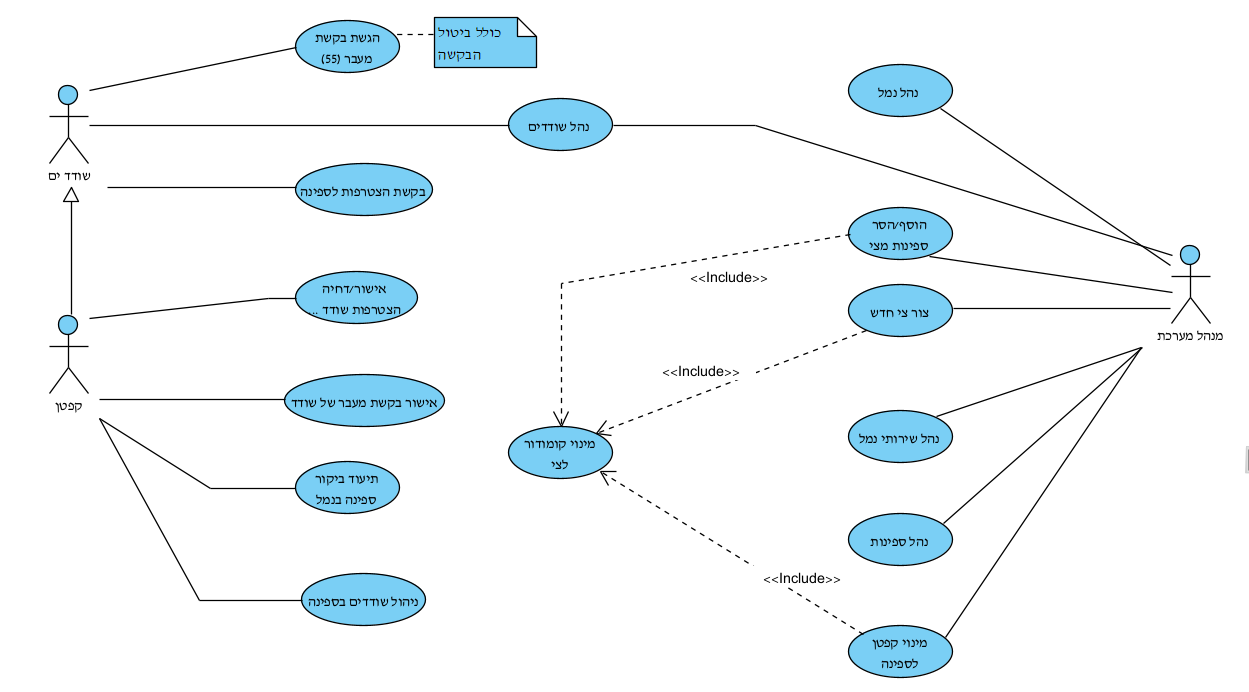 הגשת בקשת
מעבר (55)
כולל ביטול
הבקשה
נהל נמל
נהל שודדים
שודד ים
בקשת הצטרפות לספינה
הוסף/הסר
ספינות מצי
<<Include>>
אישור/דחיה
הצטרפות שודד ...
צור צי חדש
מנהל מערכת
<<Include>>
קפטן
אישור בקשת מעבר של שודד
מינוי קומודור
לצי
נהל שירותי נמל
תיעוד ביקור
ספינה בנמל
נהל ספינות
<<Include>>
ניהול שודדים בספינה
מינוי קפטן
לספינה